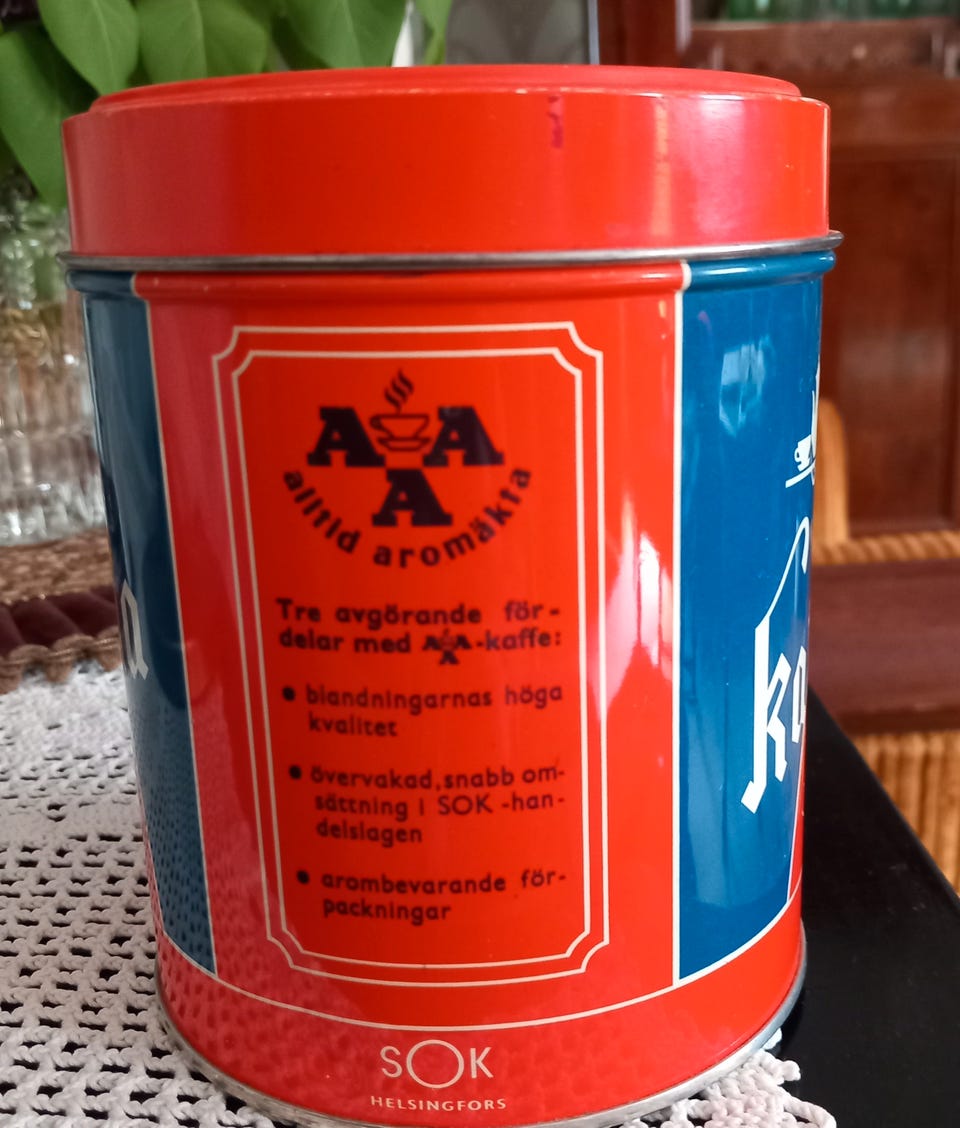 A A
A
alltid aromäkta
Tre avgörande för-
delar med AAA-kaffe:
• blandningarnas höga
kvalitet
• övervakad, snabb om-
sättning i SOK -han-
delslagen
• arombevarande för-
packningar
SOK
HELSINGFORS
a
ka